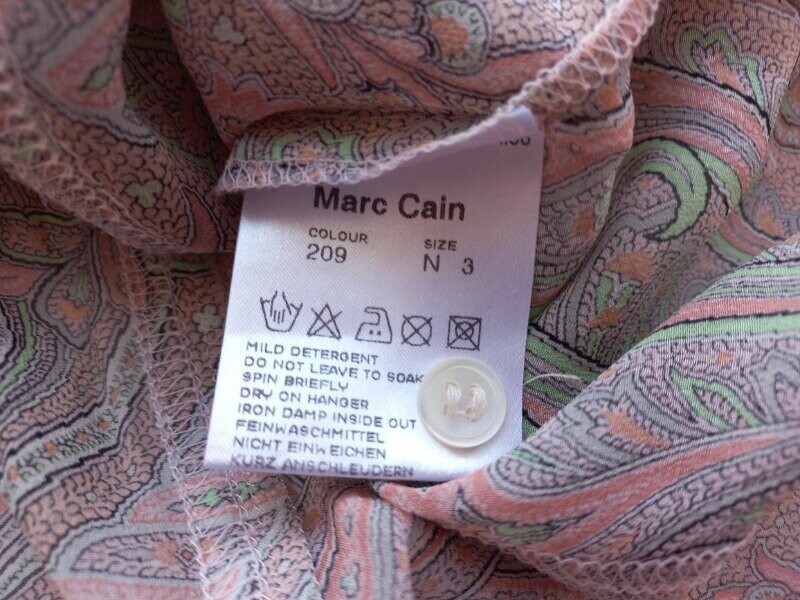 Marc Cain
COLOUR SIZE
209 N 3
MILD DETERGENT
DO NOT LEAVE TO SOAK
SPIN BRIEFLY
DRY ON HANGER
IRON DAMP INSIDE OUT
FEINWASCHMITTEL
NICHT EINWEICHEN
KURZ ANSCHLEUDERN